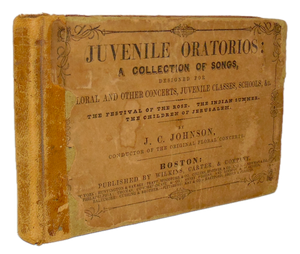 JUVENILE ORATORIOS:
A COLLECTION OF SONGS,
DESIGNED FOR
LORAL AND OTHER CONCERTS, JUVENILE CLASSES, SCHOOLS, &c.
THE FESTIVAL OF THE ROSE. THE INDIAN SUMMER.
THE CHILDREN OF JERUSALEM.
BY
J. C. JOHNSON,
CONDUCTOR OF THE ORIGINAL FLORAL CONCERTS.
BOSTON:
PUBLISHED BY WILKINS, CARTER, & COMPANY.